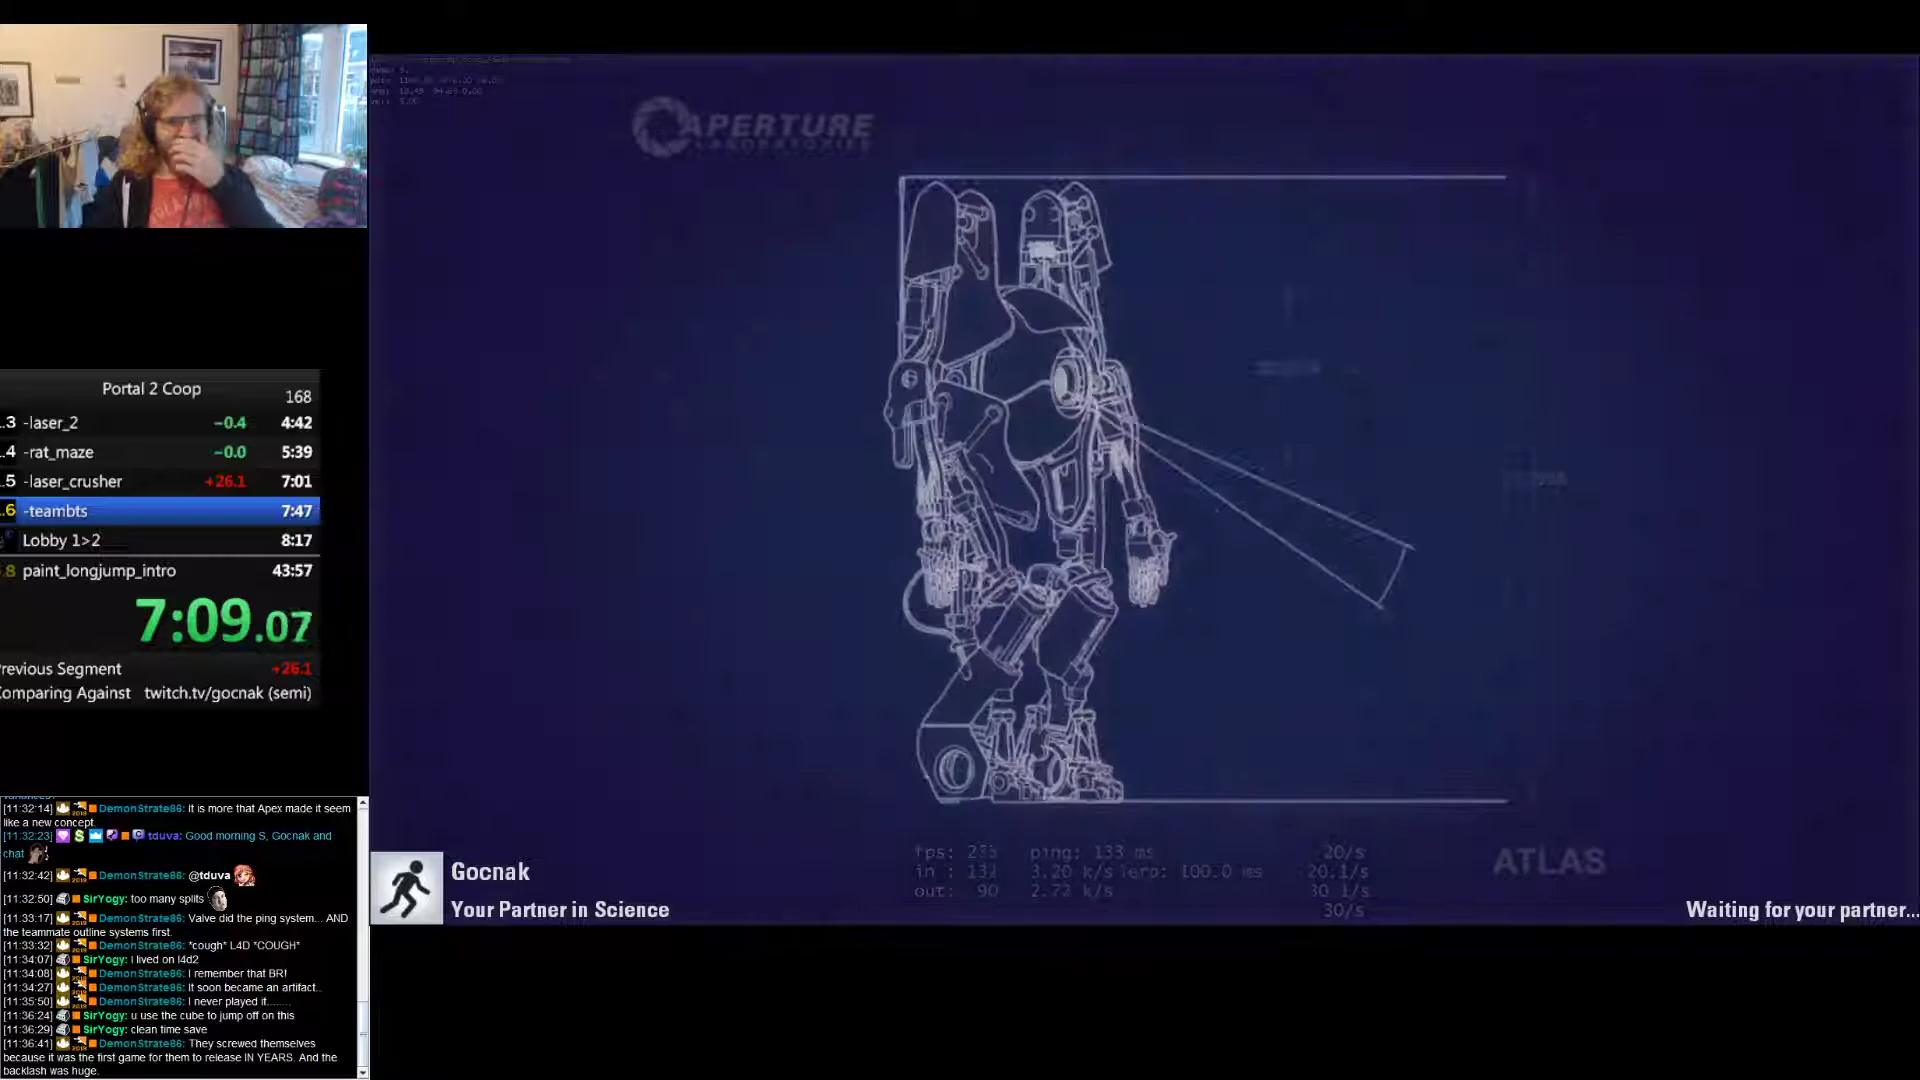 APERTURE
LABORATORIES
Portal 2 Coop
168
.3 -laser_2 −0.4 4:42
.4 -rat_maze −0.0 5:39
.5 -laser_crusher +26.1 7:01
.6 -teambts 7:47
Lobby 1>2 8:17
.8 paint_longjump_intro 43:57
7:09.07
revious Segment +26.1
omparing Against twitch.tv/gocnak (semi)
[11:32:14] DemonStrate86: It is more that Apex made it seem
like a new concept.
[11:32:23] tduva: Good morning S, Gocnak and
chat
[11:32:42] DemonStrate86: @tduva
[11:32:50] SirYogy: too many splits
[11:33:17] DemonStrate86: Valve did the ping system... AND
the teammate outline systems first.
[11:33:32] DemonStrate86: *cough* L4D *COUGH*
[11:34:07] SirYogy: I lived on l4d2
[11:34:08] DemonStrate86: I remember that BR!
[11:34:27] DemonStrate86: It soon became an artifact..
[11:35:50] DemonStrate86: I never played it........
[11:36:24] SirYogy: u use the cube to jump off on this
[11:36:29] SirYogy: clean time save
[11:36:41] DemonStrate86: They screwed themselves
because it was the first game for them to release IN YEARS. And the
backlash was huge.
Gocnak
Your Partner in Science
ping: 133 ms 20/s
3.20 k/s lerp: 100.0 ms 20.1/s
out: 90 2.72 k/s 30.1/s
30/s
ATLAS
Waiting for your partner...